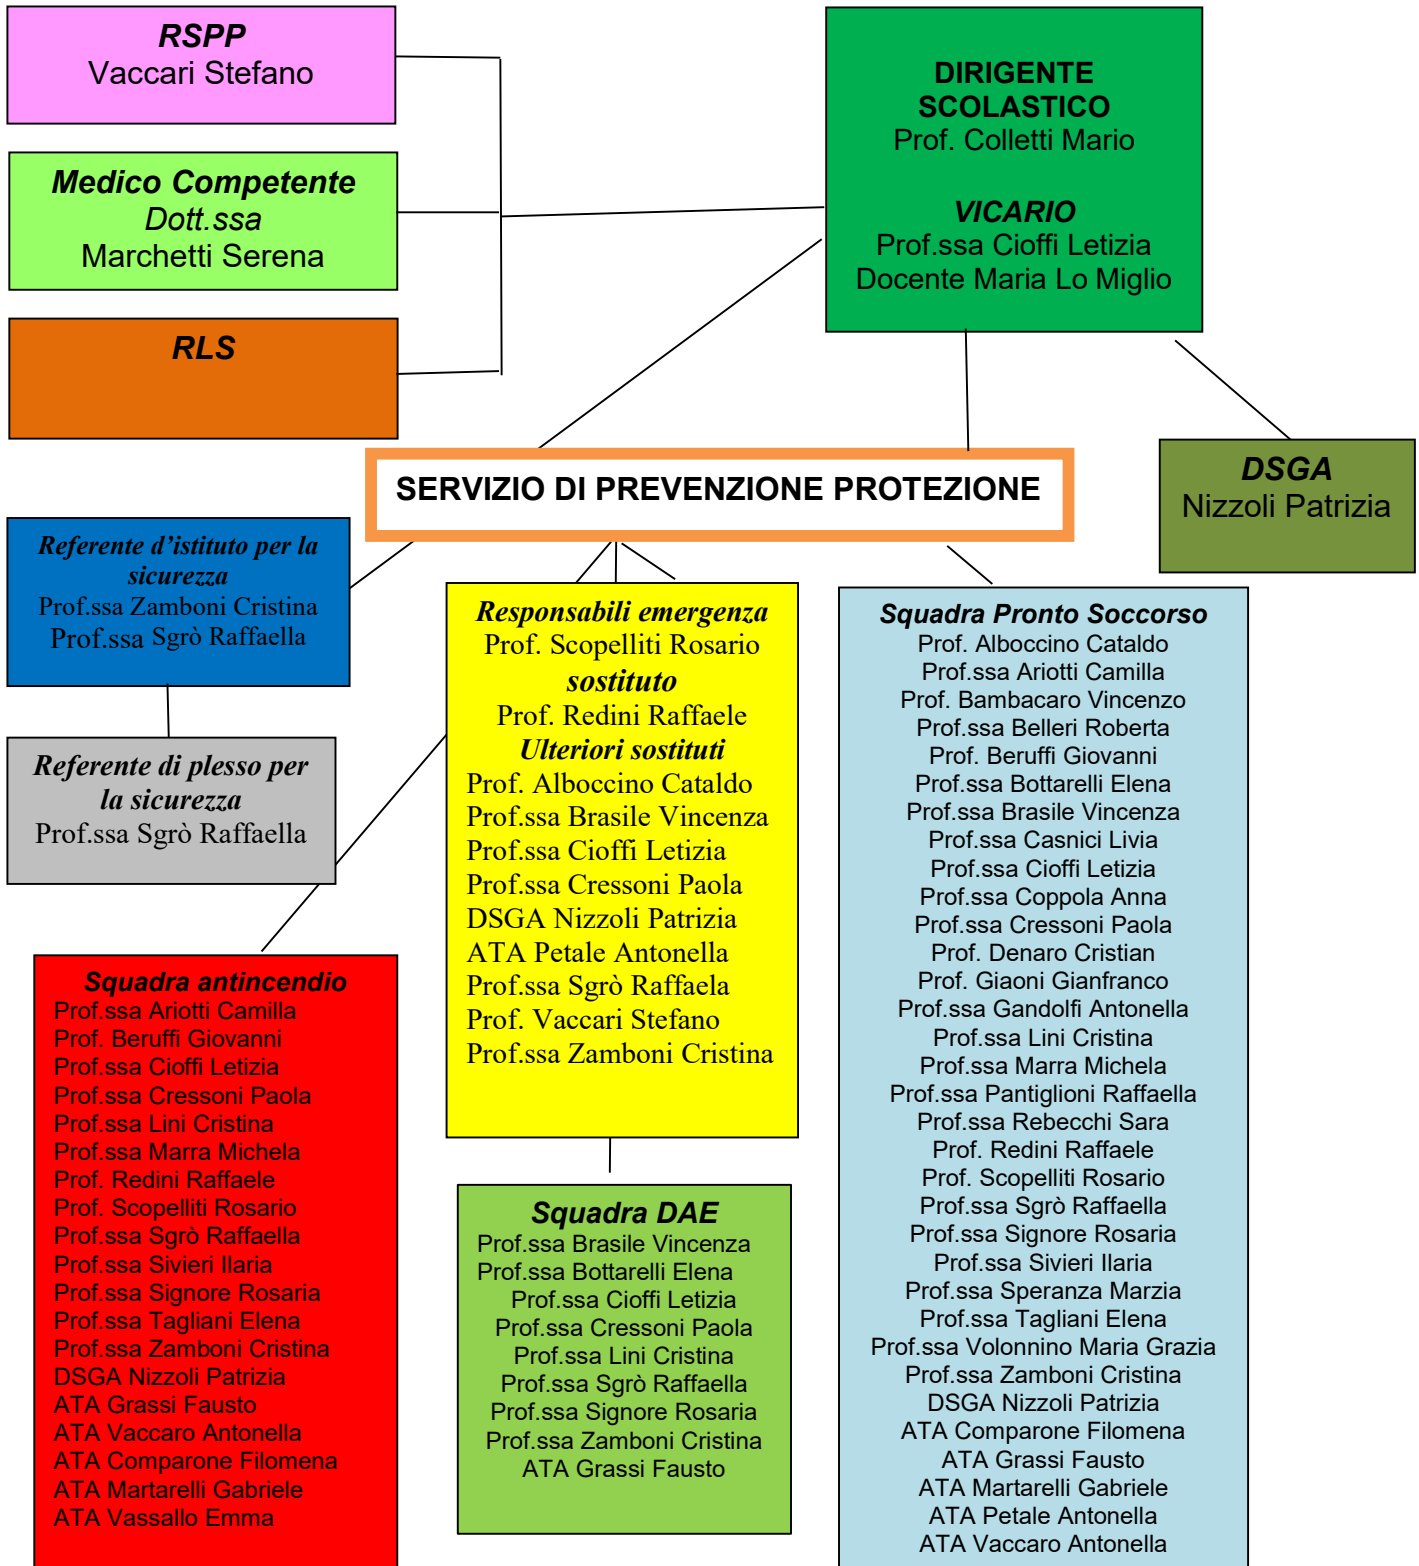 RSPP
Vaccari Stefano
DIRIGENTE
SCOLASTICO
Prof. Colletti Mario
VICARIO
Prof.ssa Cioffi Letizia
Docente Maria Lo Miglio
Medico Competente
Dott.ssa
Marchetti Serena
RLS
SERVIZIO DI PREVENZIONE PROTEZIONE
DSGA
Nizzoli Patrizia
Referente d’istituto per la
sicurezza
Prof.ssa Zamboni Cristina
Prof.ssa Sgrò Raffaella
Referente di plesso per
la sicurezza
Prof.ssa Sgrò Raffaella
Responsabili emergenza
Prof. Scopelliti Rosario
sostituto
Prof. Redini Raffaele
Ulteriori sostituti
Prof. Alboccino Cataldo
Prof.ssa Brasile Vincenza
Prof.ssa Cioffi Letizia
Prof.ssa Cressoni Paola
DSGA Nizzoli Patrizia
ATA Petale Antonella
Prof.ssa Sgrò Raffaela
Prof. Vaccari Stefano
Prof.ssa Zamboni Cristina
Squadra Pronto Soccorso
Prof. Alboccino Cataldo
Prof.ssa Ariotti Camilla
Prof. Bambacaro Vincenzo
Prof.ssa Belleri Roberta
Prof. Beruffi Giovanni
Prof.ssa Bottarelli Elena
Prof.ssa Brasile Vincenza
Prof.ssa Casnici Livia
Prof.ssa Cioffi Letizia
Prof.ssa Coppola Anna
Prof.ssa Cressoni Paola
Prof. Denaro Cristian
Prof. Giaoni Gianfranco
Prof.ssa Gandolfi Antonella
Prof.ssa Lini Cristina
Prof.ssa Marra Michela
Prof.ssa Pantiglioni Raffaella
Prof.ssa Rebecchi Sara
Prof. Redini Raffaele
Prof. Scopelliti Rosario
Prof.ssa Sgrò Raffaella
Prof.ssa Signore Rosaria
Prof.ssa Sivieri Ilaria
Prof.ssa Speranza Marzia
Prof.ssa Tagliani Elena
Prof.ssa Volonnino Maria Grazia
Prof.ssa Zamboni Cristina
DSGA Nizzoli Patrizia
ATA Comparone Filomena
ATA Grassi Fausto
ATA Martarelli Gabriele
ATA Petale Antonella
ATA Vaccaro Antonella
Squadra antincendio
Prof.ssa Ariotti Camilla
Prof. Beruffi Giovanni
Prof.ssa Cioffi Letizia
Prof.ssa Cressoni Paola
Prof.ssa Lini Cristina
Prof.ssa Marra Michela
Prof. Redini Raffaele
Prof. Scopelliti Rosario
Prof.ssa Sgrò Raffaella
Prof.ssa Sivieri Ilaria
Prof.ssa Signore Rosaria
Prof.ssa Tagliani Elena
Prof.ssa Zamboni Cristina
DSGA Nizzoli Patrizia
ATA Grassi Fausto
ATA Vaccaro Antonella
ATA Comparone Filomena
ATA Martarelli Gabriele
ATA Vassallo Emma
Squadra DAE
Prof.ssa Brasile Vincenza
Prof.ssa Bottarelli Elena
Prof.ssa Cioffi Letizia
Prof.ssa Cressoni Paola
Prof.ssa Lini Cristina
Prof.ssa Sgrò Raffaella
Prof.ssa Signore Rosaria
Prof.ssa Zamboni Cristina
ATA Grassi Fausto